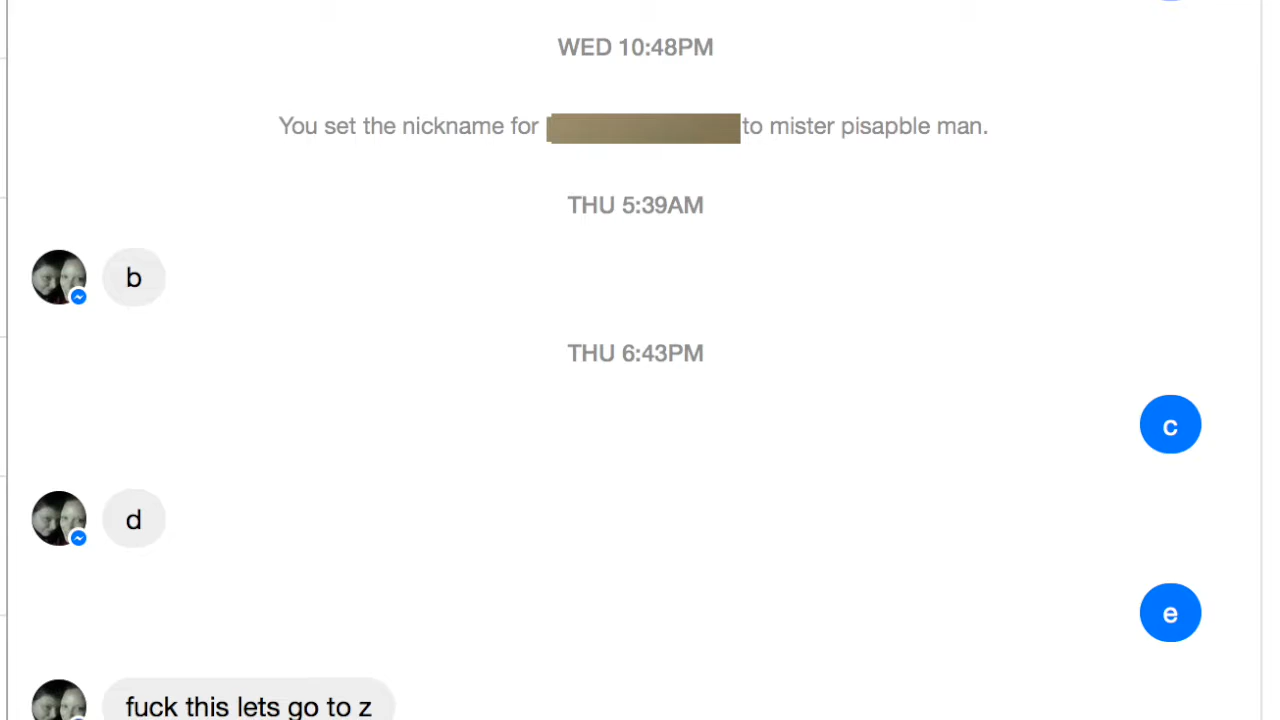 WED 10:48PM
You set the nickname for to mister pisapble man.
THU 5:39AM
b
THU 6:43PM
c
d
e
fuck this lets go to z